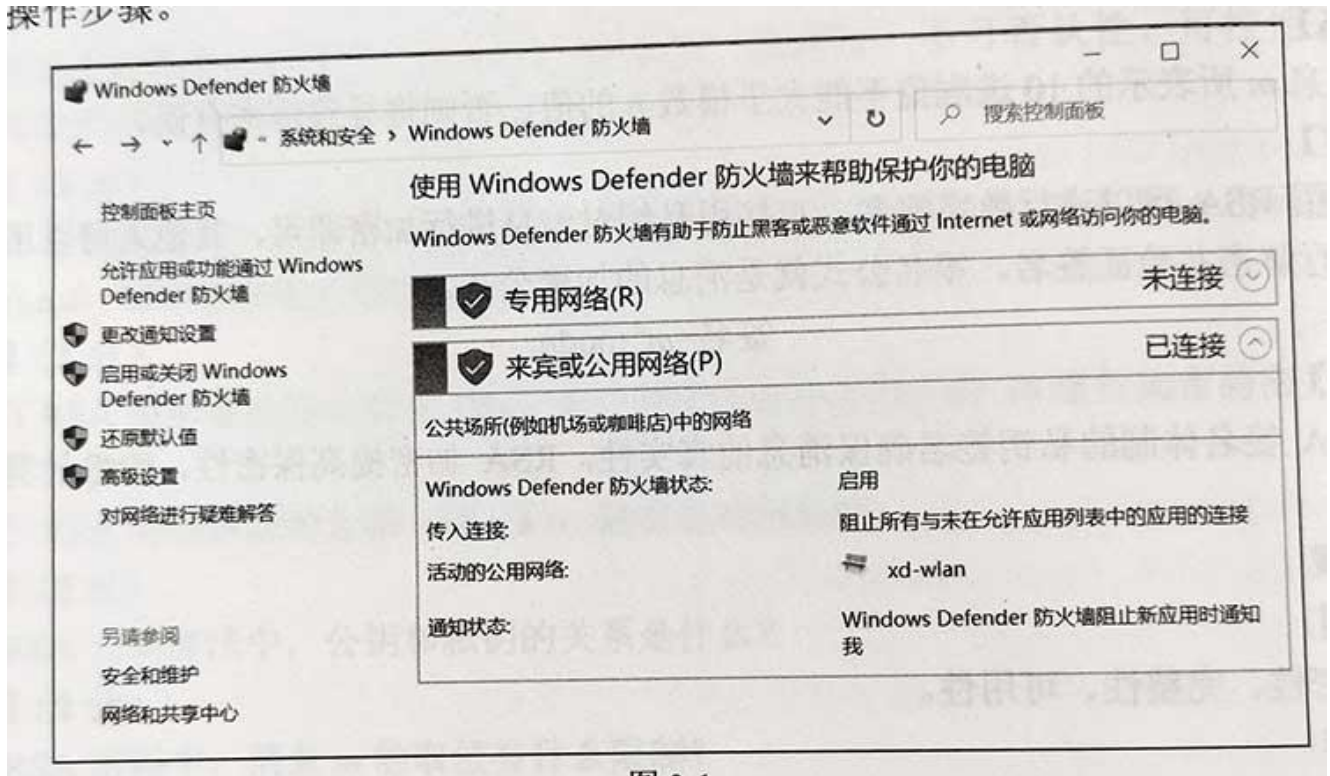 操作步骤。
Windows Defender 防火墙
系统和安全 › Windows Defender 防火墙
搜索控制面板
使用 Windows Defender 防火墙来帮助保护你的电脑
控制面板主页
Windows Defender 防火墙有助于防止黑客或恶意软件通过 Internet 或网络访问你的电脑。
允许应用或功能通过 Windows
Defender 防火墙
专用网络(R)
未连接
更改通知设置
启用或关闭 Windows
Defender 防火墙
来宾或公用网络(P)
已连接
还原默认值
公共场所(例如机场或咖啡店)中的网络
高级设置
Windows Defender 防火墙状态:
启用
对网络进行疑难解答
传入连接:
阻止所有与未在允许应用列表中的应用的连接
活动的公用网络:
xd-wlan
通知状态:
Windows Defender 防火墙阻止新应用时通知
我
另请参阅
安全和维护
网络和共享中心